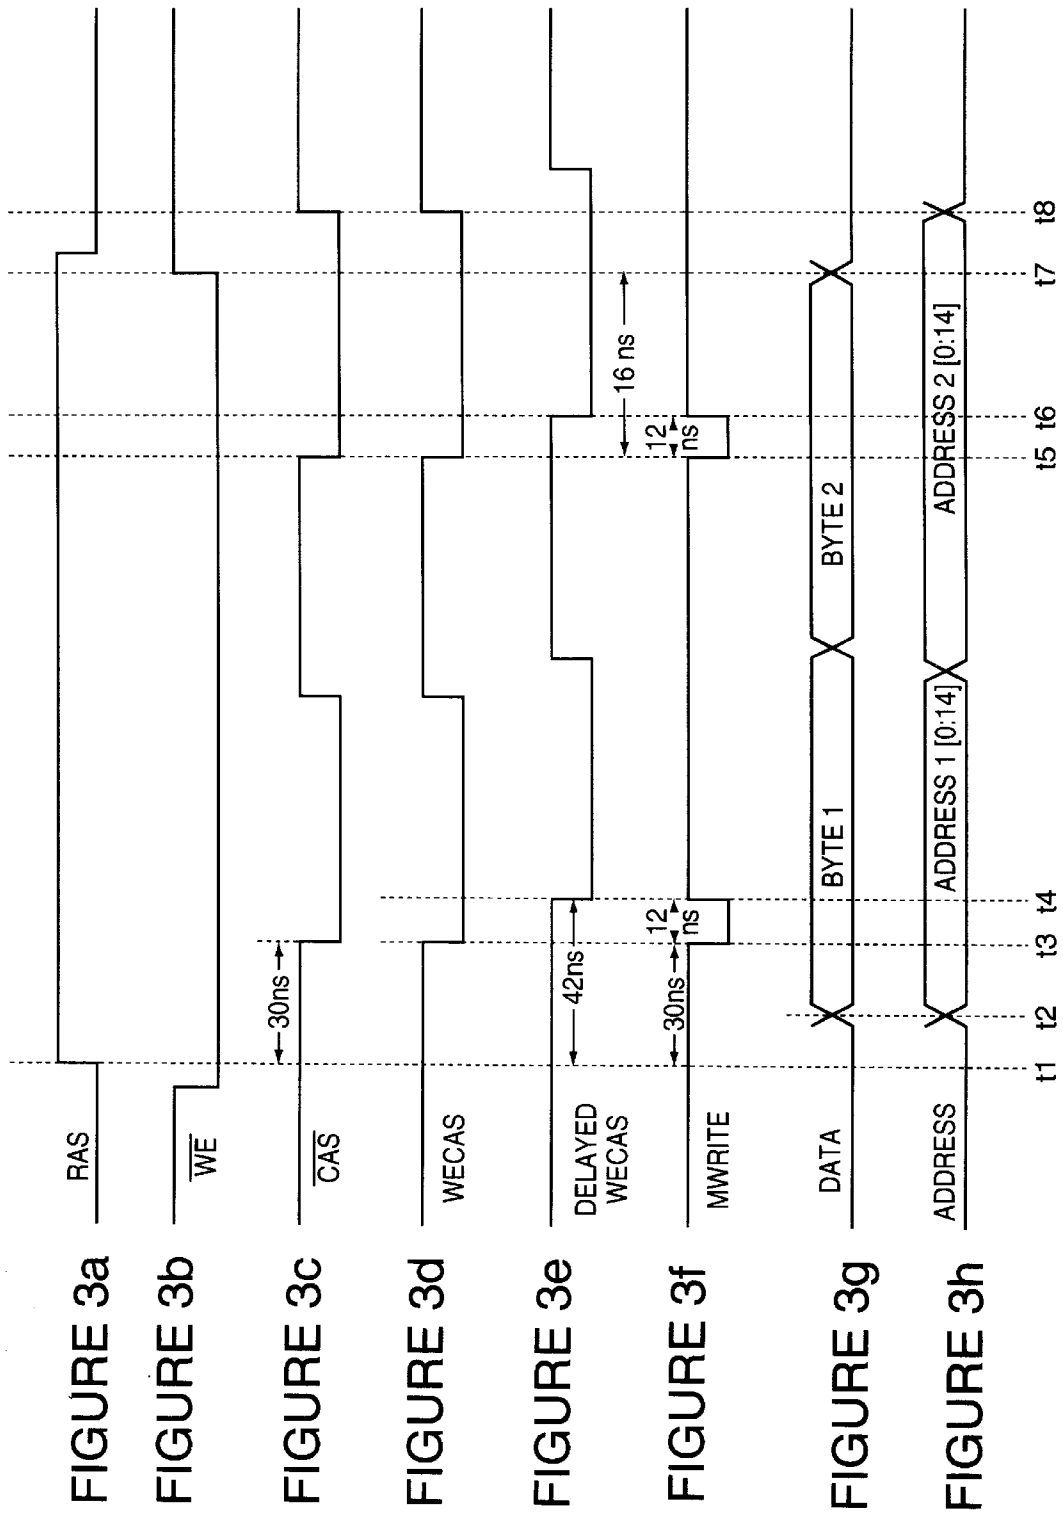 FIGURE 3a
RAS
FIGURE 3b
WE
FIGURE 3c
CAS
30ns
FIGURE 3d
WECAS
FIGURE 3e
DELAYED
WECAS
42ns
16 ns
FIGURE 3f
MWRITE
30ns
12
ns
12
ns
FIGURE 3g
DATA
BYTE 1
BYTE 2
FIGURE 3h
ADDRESS
ADDRESS 1 [0:14]
ADDRESS 2 [0:14]
t1 t2 t3 t4 t5 t6 t7 t8